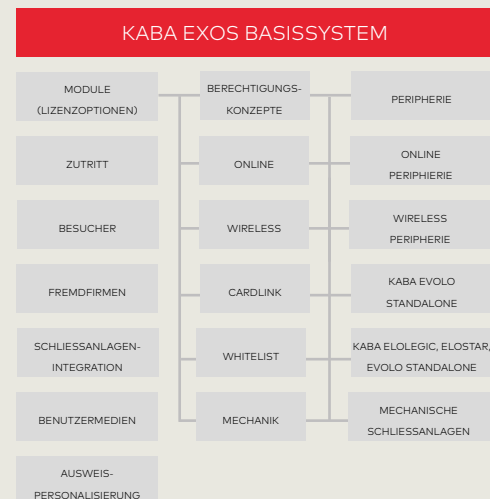 KABA EXOS BASISSYSTEM
MODULE
(LIZENZOPTIONEN)
BERECHTIGUNGS-
KONZEPTE
PERIPHERIE
ZUTRITT
ONLINE
ONLINE
PERIPHIERIE
BESUCHER
WIRELESS
WIRELESS
PERIPHERIE
FREMDFIRMEN
CARDLINK
KABA EVOLO
STANDALONE
SCHLIESSANLAGEN-
INTEGRATION
WHITELIST
KABA ELOLEGIC, ELOSTAR,
EVOLO STANDALONE
BENUTZERMEDIEN
MECHANIK
MECHANISCHE
SCHLIESSANLAGEN
AUSWEIS-
PERSONALISIERUNG